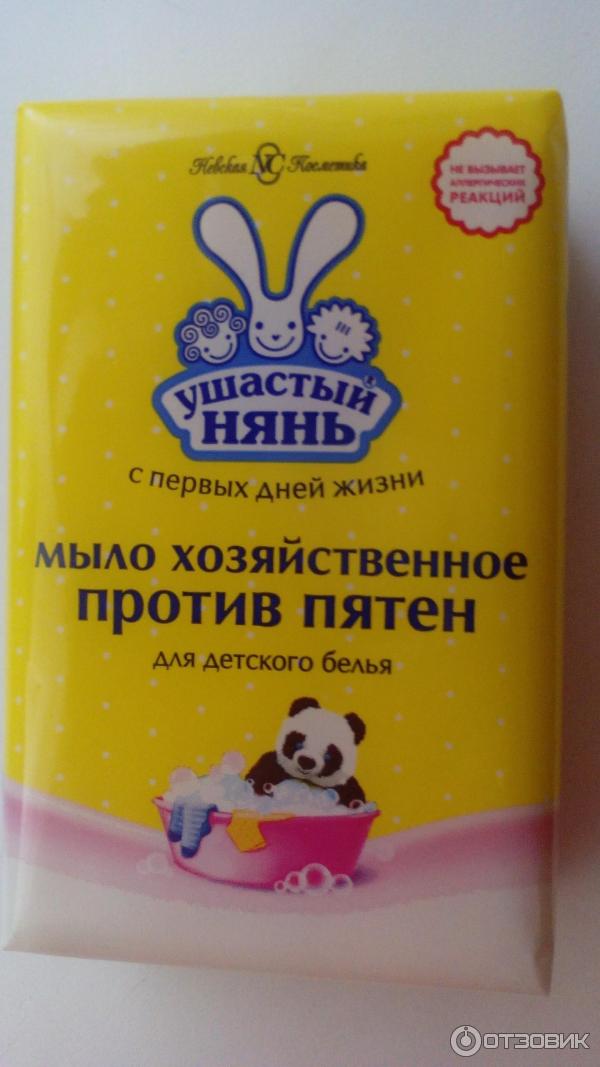 Невская NC Косметика
НЕ ВЫЗЫВАЕТ
АЛЛЕРГИЧЕСКИХ
РЕАКЦИЙ
УШАСТЫЙ ®
НЯНЬ
с первых дней жизни
мыло хозяйственное
против пятен
для детского белья
ОТЗОВИК